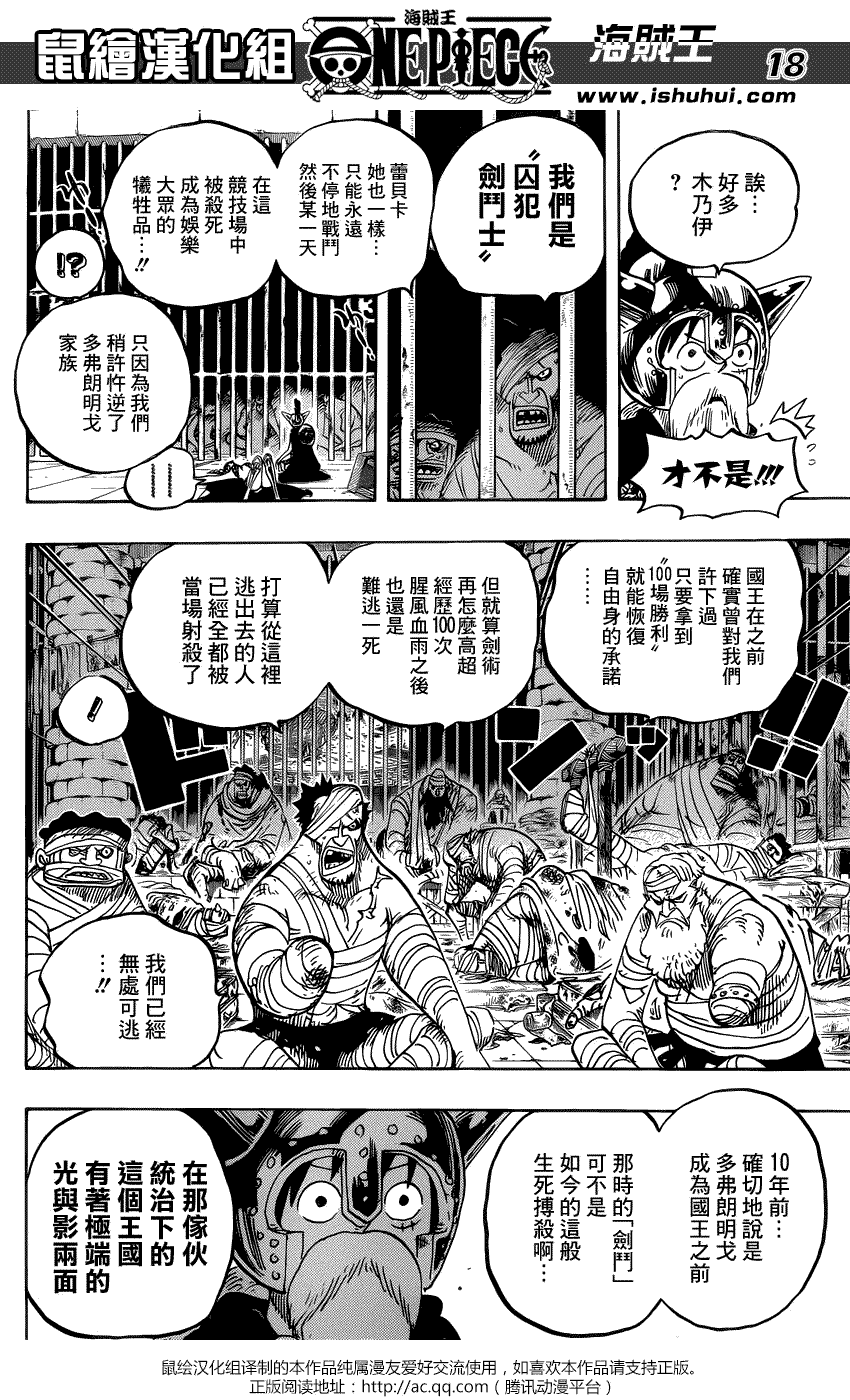 鼠繪漢化組
海賊王
ONE PIECE
海賊王
18
www.ishuhui.com
誒…
好多
木乃伊
?
才不是!!!
我們是
〝囚犯
劍鬥士〞
蕾貝卡
她也一樣…
只能永遠
不停地戰鬥
然後某一天
在這
競技場中
被殺死
成為娛樂
大眾的
犧牲品…!!
!?
只因為我們
稍許忤逆了
多弗朗明戈
家族
國王在之前
確實曾對我們
許下過
只要拿到
〝100場勝利〞
就能恢復
自由身的承諾
……
但就算劍術
再怎麼高超
經歷100次
腥風血雨之後
也還是
難逃一死
打算從這裡
逃出去的人
已經全都被
當場射殺了
!
我們已經
無處可逃
…!!
10年前…
確切地說是
多弗朗明戈
成為國王之前
那時的「劍鬥」
可不是
如今的這般
生死搏殺啊…
在那傢伙
統治下的
這個王國
有著極端的
光與影兩面
鼠绘汉化组译制的本作品纯属漫友爱好交流使用，如喜欢本作品请支持正版。
正版阅读地址：http://ac.qq.com（腾讯动漫平台）